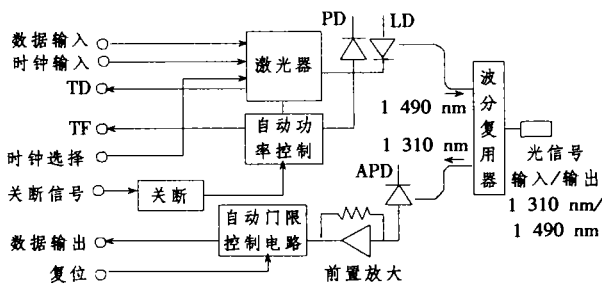 数据输入
时钟输入
TD
TF
时钟选择
关断信号
数据输出
复位
激光器
自动功
率控制
关断
自动门限
控制电路
PD
LD
1 490 nm
1 310 nm
APD
前置放大
波分复用器
光信号
输入/输出
1 310 nm/
1 490 nm